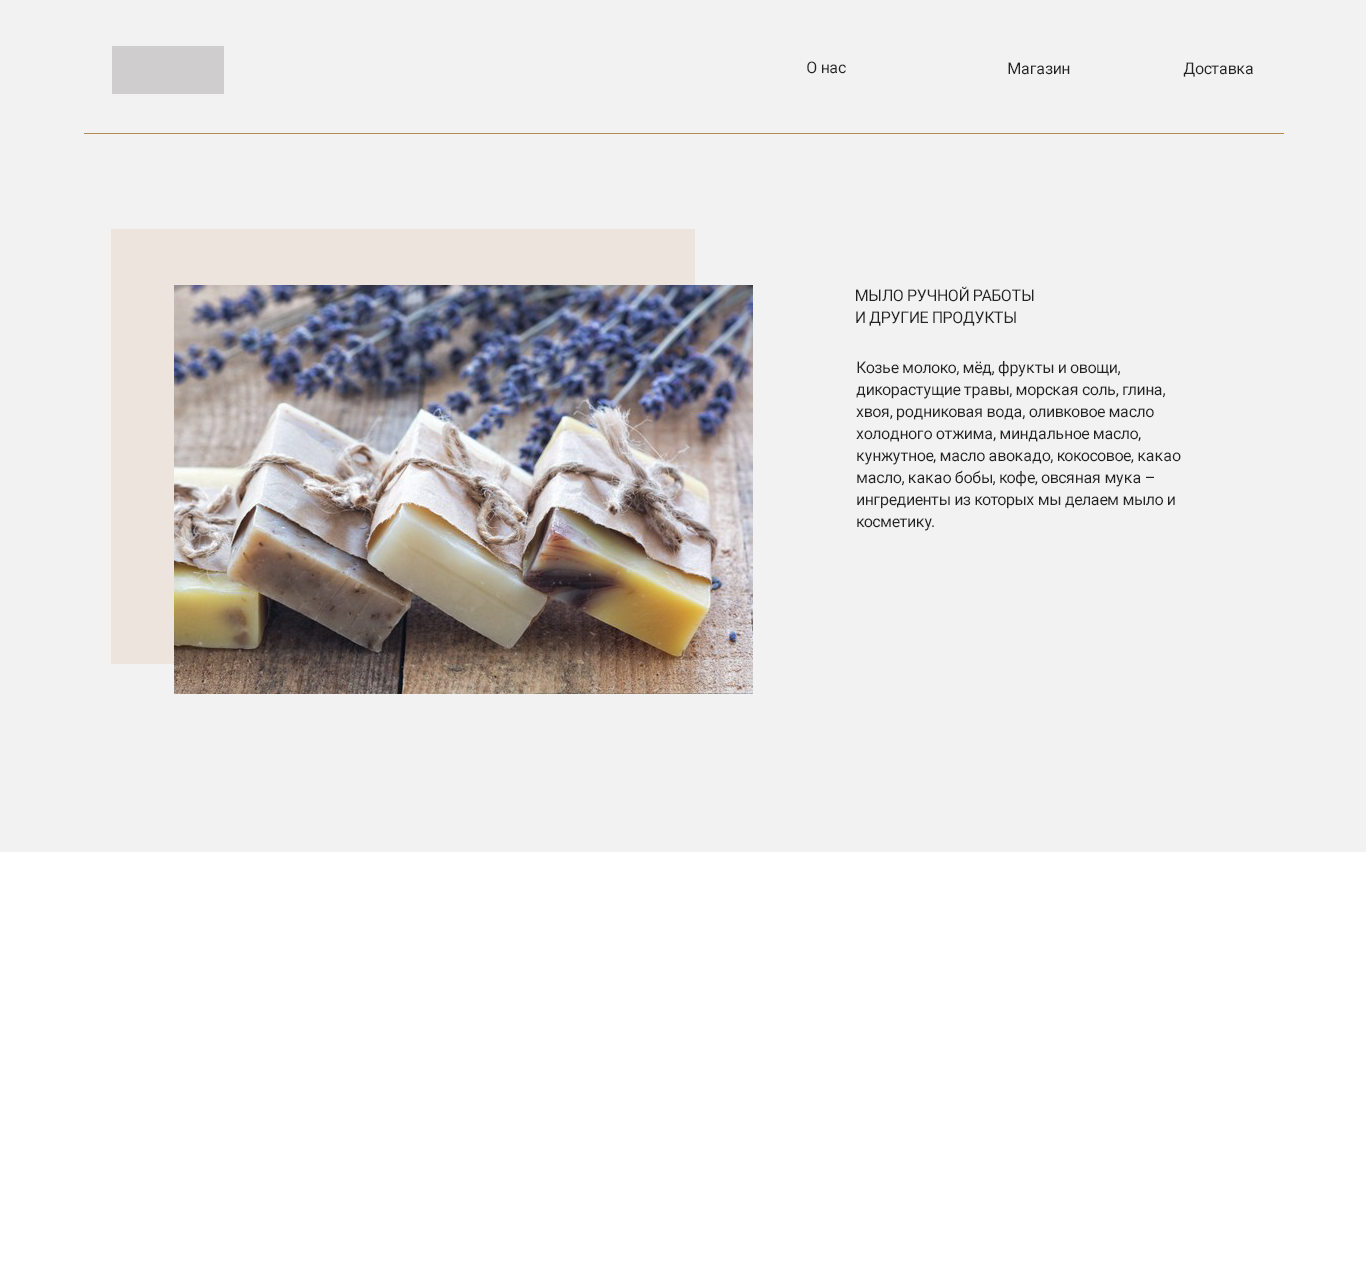 О нас
Магазин
Доставка
МЫЛО РУЧНОЙ РАБОТЫ
И ДРУГИЕ ПРОДУКТЫ
Козье молоко, мёд, фрукты и овощи,
дикорастущие травы, морская соль, глина,
хвоя, родниковая вода, оливковое масло
холодного отжима, миндальное масло,
кунжутное, масло авокадо, кокосовое, какао
масло, какао бобы, кофе, овсяная мука –
ингредиенты из которых мы делаем мыло и
косметику.